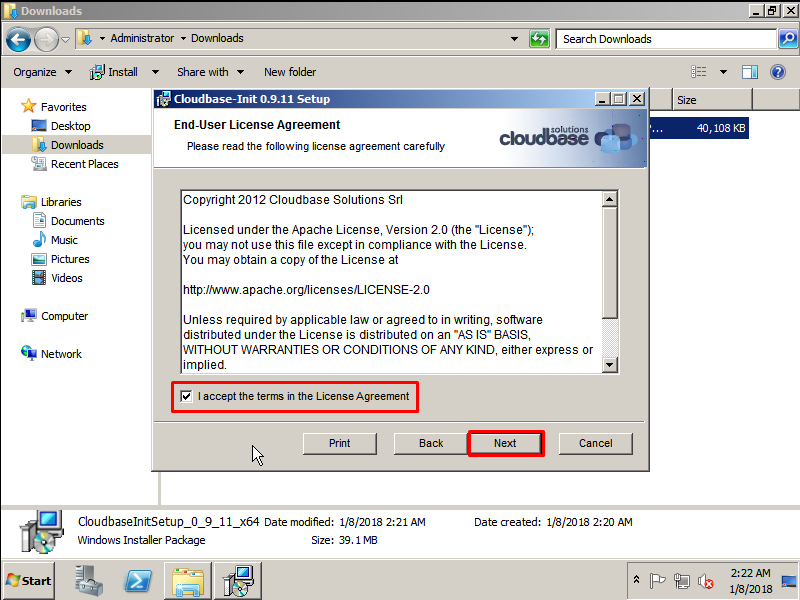 Downloads
Administrator
Downloads
Search Downloads
Organize
Install
Share with
New folder
Favorites
Desktop
Downloads
Recent Places
Libraries
Documents
Music
Pictures
Videos
Computer
Network
Size
P...
40,108 KB
Cloudbase-Init 0.9.11 Setup
End-User License Agreement
Please read the following license agreement carefully
solutions
cloudbase
Copyright 2012 Cloudbase Solutions Srl
Licensed under the Apache License, Version 2.0 (the "License");
you may not use this file except in compliance with the License.
You may obtain a copy of the License at
http://www.apache.org/licenses/LICENSE-2.0
Unless required by applicable law or agreed to in writing, software
distributed under the License is distributed on an "AS IS" BASIS,
WITHOUT WARRANTIES OR CONDITIONS OF ANY KIND, either express or
implied.
I accept the terms in the License Agreement
Print
Back
Next
Cancel
CloudbaseInitSetup_0_9_11_x64 Date modified: 1/8/2018 2:21 AM Date created: 1/8/2018 2:20 AM
Windows Installer Package Size: 39.1 MB
Start
2:22 AM
1/8/2018